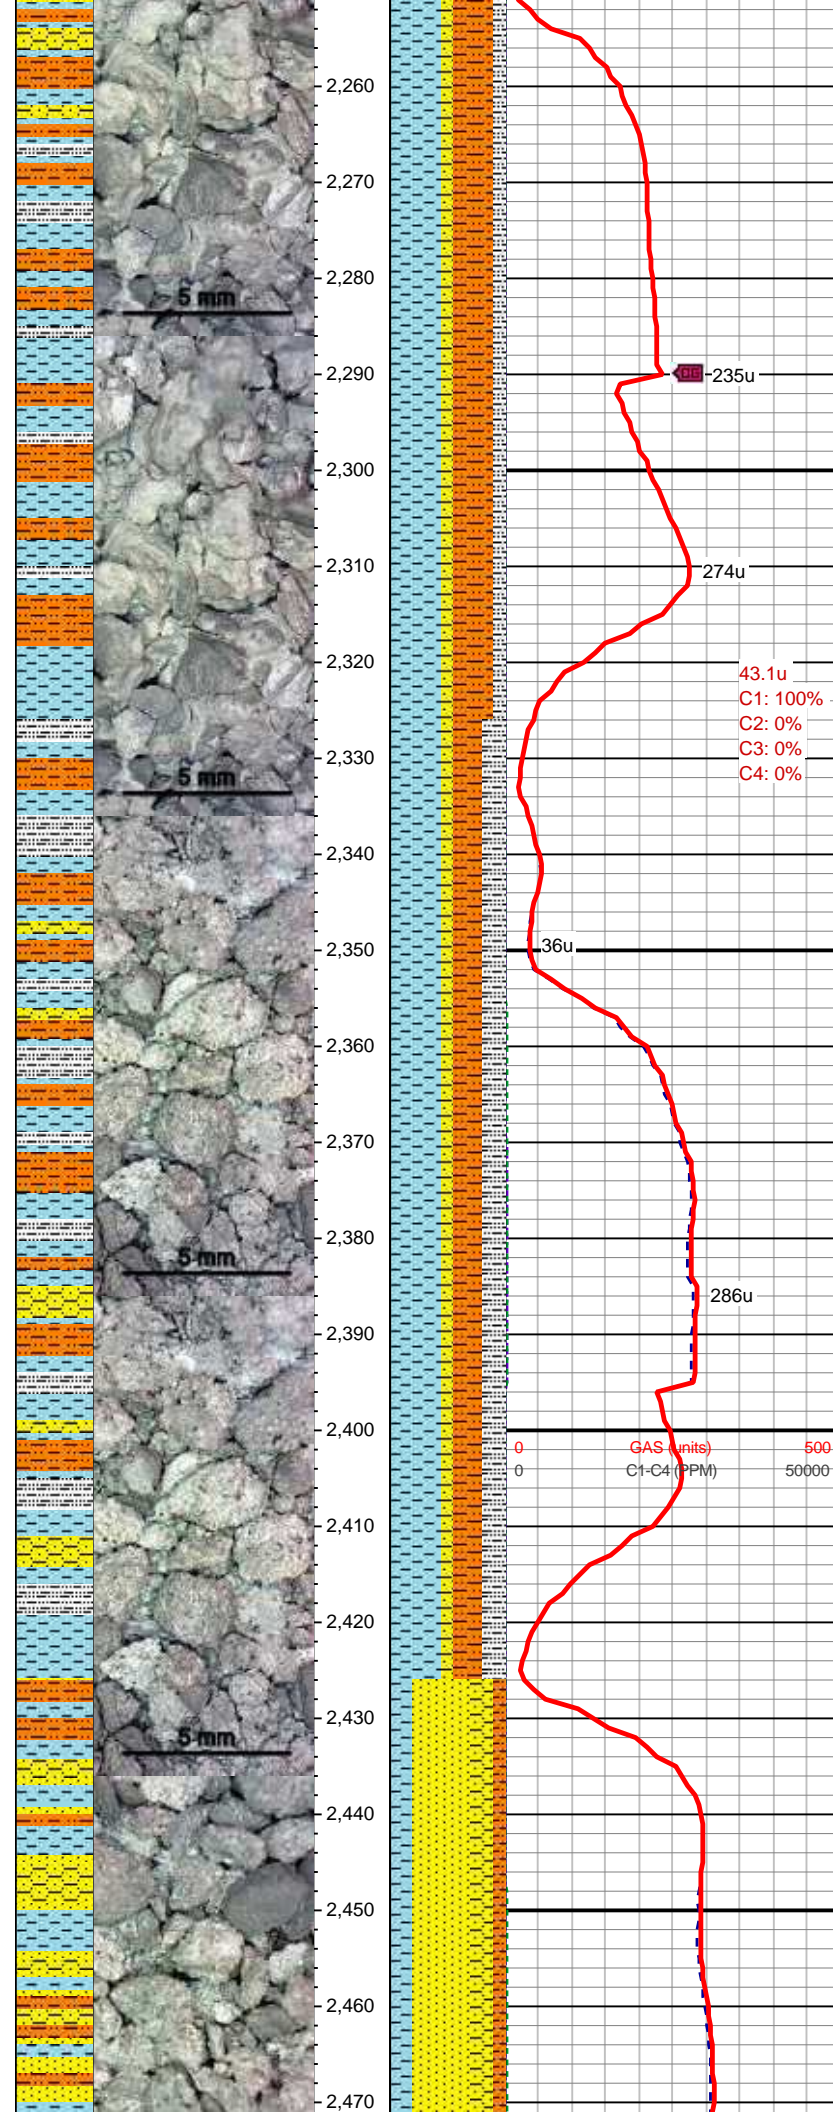 2,260
2,270
2,280
5 mm
2,290
CG 235u
2,300
2,310
274u
2,320
43.1u
C1: 100%
C2: 0%
C3: 0%
C4: 0%
2,330
5 mm
2,340
2,350
36u
2,360
2,370
2,380
5 mm
286u
2,390
2,400
0 GAS (units) 500
0 C1-C4 (PPM) 50000
2,410
2,420
2,430
5 mm
2,440
2,450
2,460
2,470